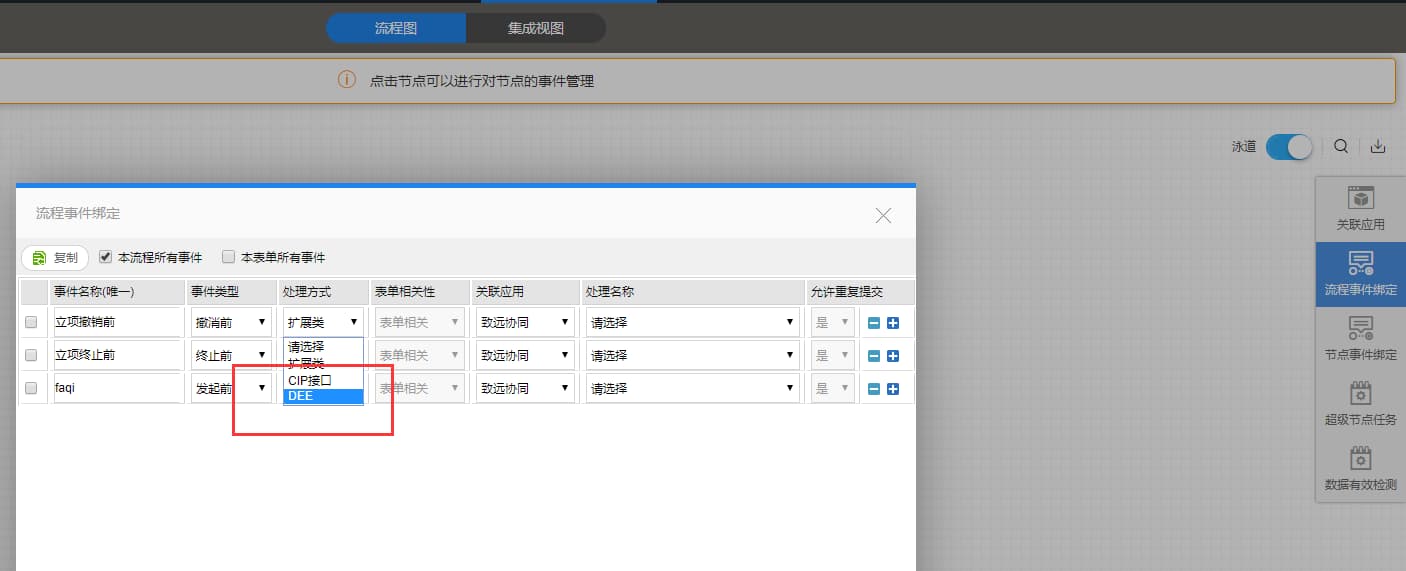 流程图 集成视图
点击节点可以进行对节点的事件管理
泳道
流程事件绑定
复制 本流程所有事件 本表单所有事件
事件名称(唯一) 事件类型 处理方式 表单相关性 关联应用 处理名称 允许重复提交
立项撤销前 撤消前 扩展类 表单相关 致远协同 请选择 是
立项终止前 终止前 表单相关 致远协同 请选择 是
faqi 发起前 表单相关 致远协同 请选择 是
请选择
扩展类
CIP接口
DEE
关联应用
流程事件绑定
节点事件绑定
超级节点任务
数据有效检测